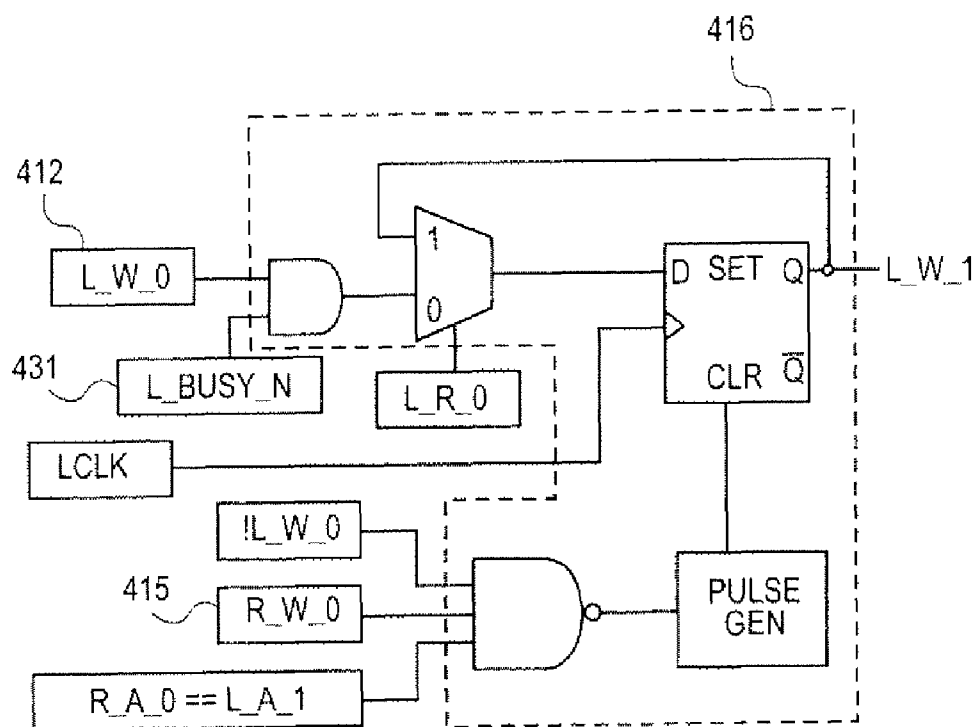 416
412
L_W_0
1
0
D SET Q
L_W_1
431
L_BUSY_N
L_R_0
CLR Q̅
LCLK
!L_W_0
415
R_W_0
PULSE
GEN
R_A_0 == L_A_1